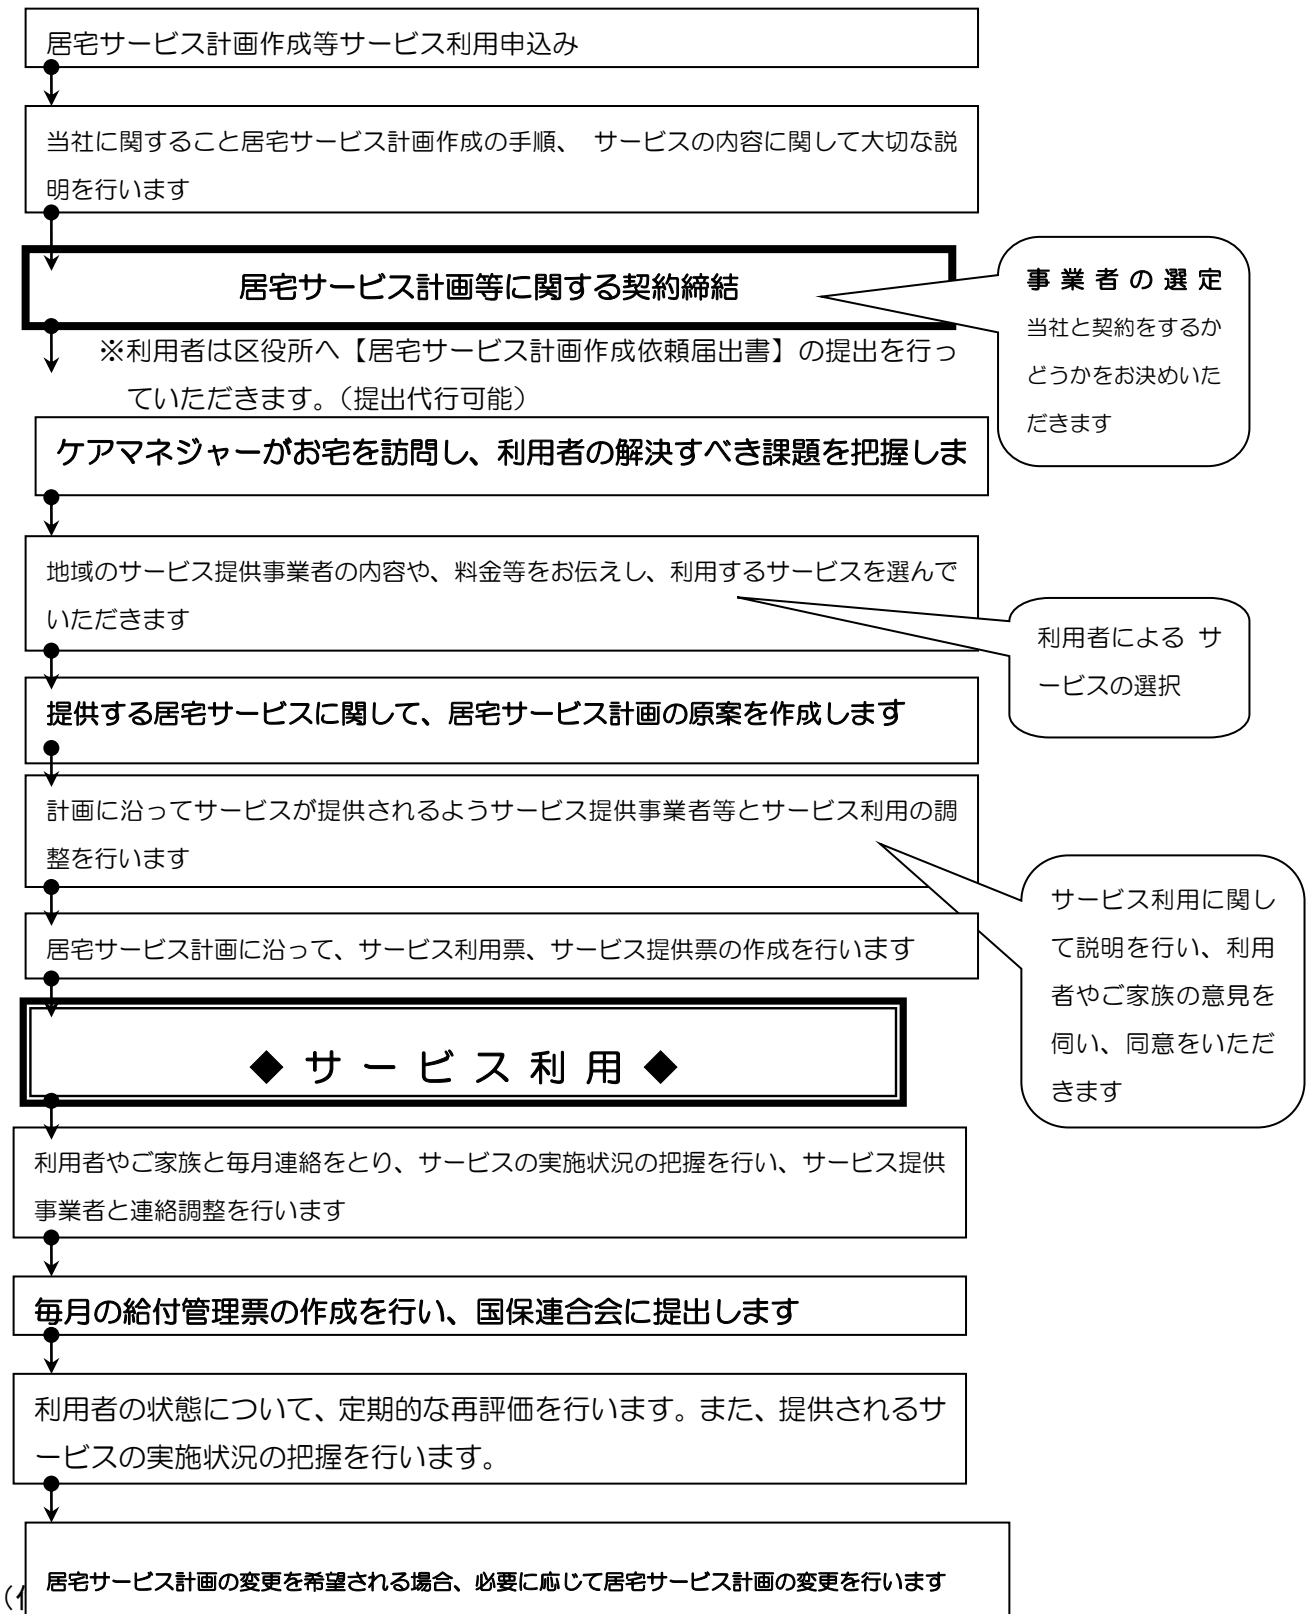 居宅サービス計画作成等サービス利用申込み
当社に関すること居宅サービス計画作成の手順、 サービスの内容に関して大切な説
明を行います
居宅サービス計画等に関する契約締結
事業者の選定
当社と契約をするか
どうかをお決めいた
だきます
※利用者は区役所へ【居宅サービス計画作成依頼届出書】の提出を行っ
ていただきます。（提出代行可能）
ケアマネジャーがお宅を訪問し、利用者の解決すべき課題を把握しま
地域のサービス提供事業者の内容や、料金等をお伝えし、利用するサービスを選んで
いただきます
利用者による サ
ービスの選択
提供する居宅サービスに関して、居宅サービス計画の原案を作成します
計画に沿ってサービスが提供されるようサービス提供事業者等とサービス利用の調
整を行います
サービス利用に関し
て説明を行い、利用
者やご家族の意見を
伺い、同意をいただ
きます
居宅サービス計画に沿って、サービス利用票、サービス提供票の作成を行います
◆ サ ー ビ ス 利 用 ◆
利用者やご家族と毎月連絡をとり、サービスの実施状況の把握を行い、サービス提供
事業者と連絡調整を行います
毎月の給付管理票の作成を行い、国保連合会に提出します
利用者の状態について、定期的な再評価を行います。また、提供されるサ
ービスの実施状況の把握を行います。
居宅サービス計画の変更を希望される場合、必要に応じて居宅サービス計画の変更を行います